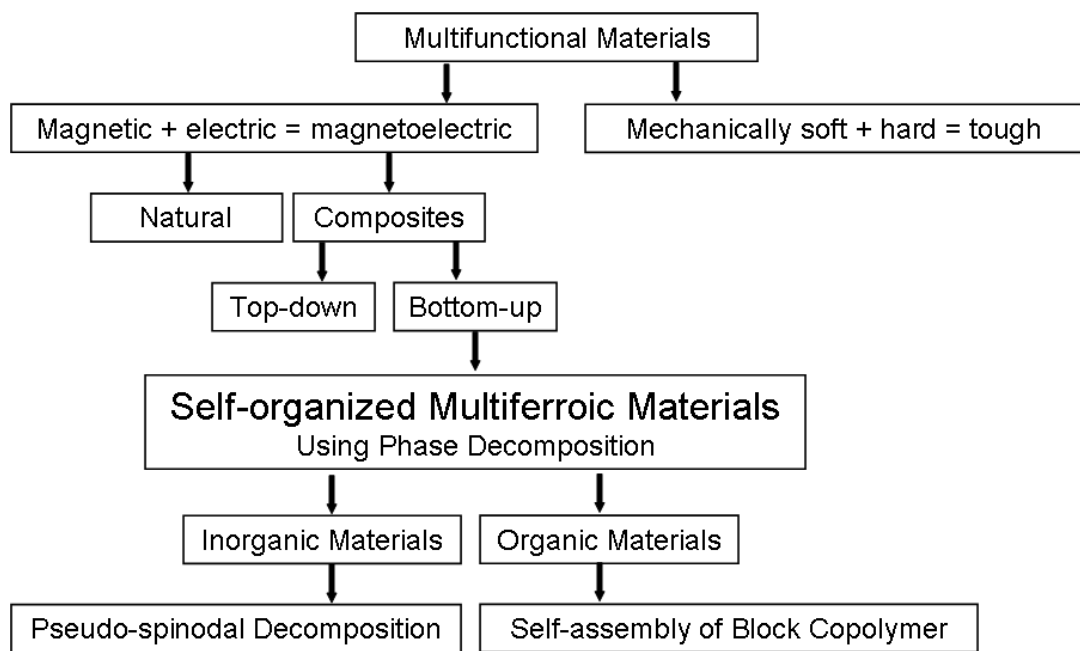 Multifunctional Materials
Magnetic + electric = magnetoelectric
Mechanically soft + hard = tough
Natural
Composites
Top-down
Bottom-up
Self-organized Multiferroic Materials
Using Phase Decomposition
Inorganic Materials
Organic Materials
Pseudo-spinodal Decomposition
Self-assembly of Block Copolymer